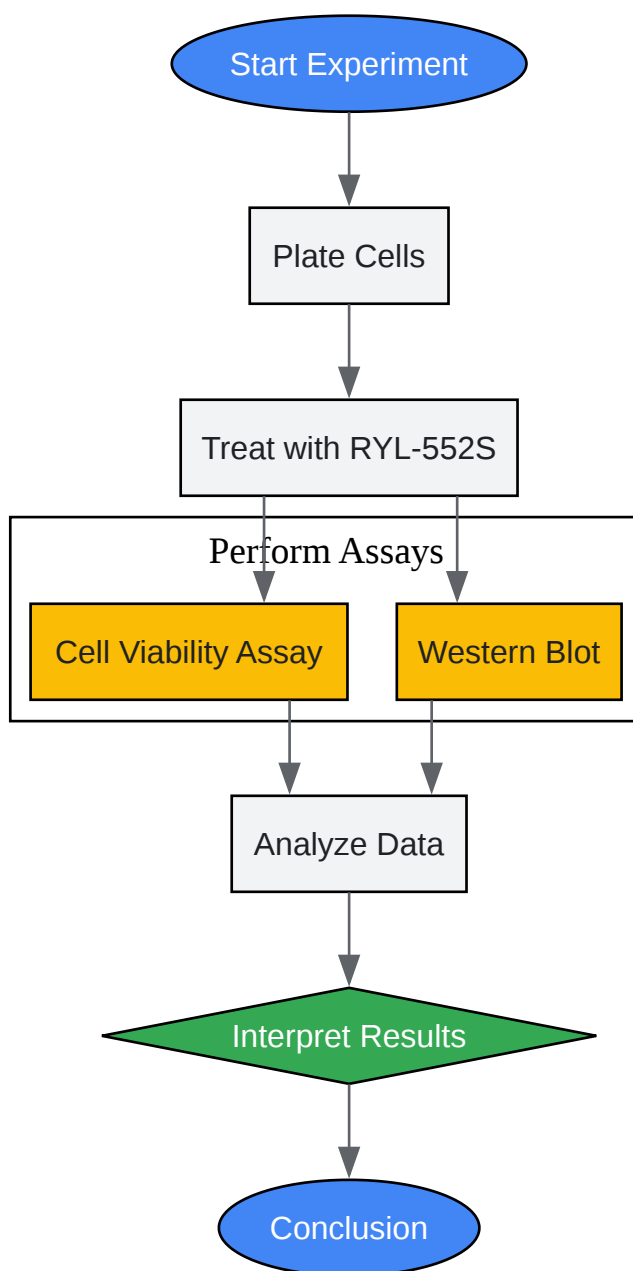 Start Experiment
Plate Cells
Treat with RYL-552S
Perform Assays
Cell Viability Assay
Western Blot
Analyze Data
Interpret Results
Conclusion